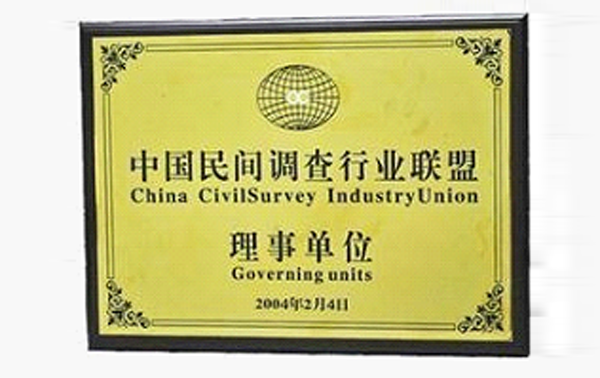 中国民间调查行业联盟
China CivilSurvey IndustryUnion
理事单位
Governing units
2004年2月4日